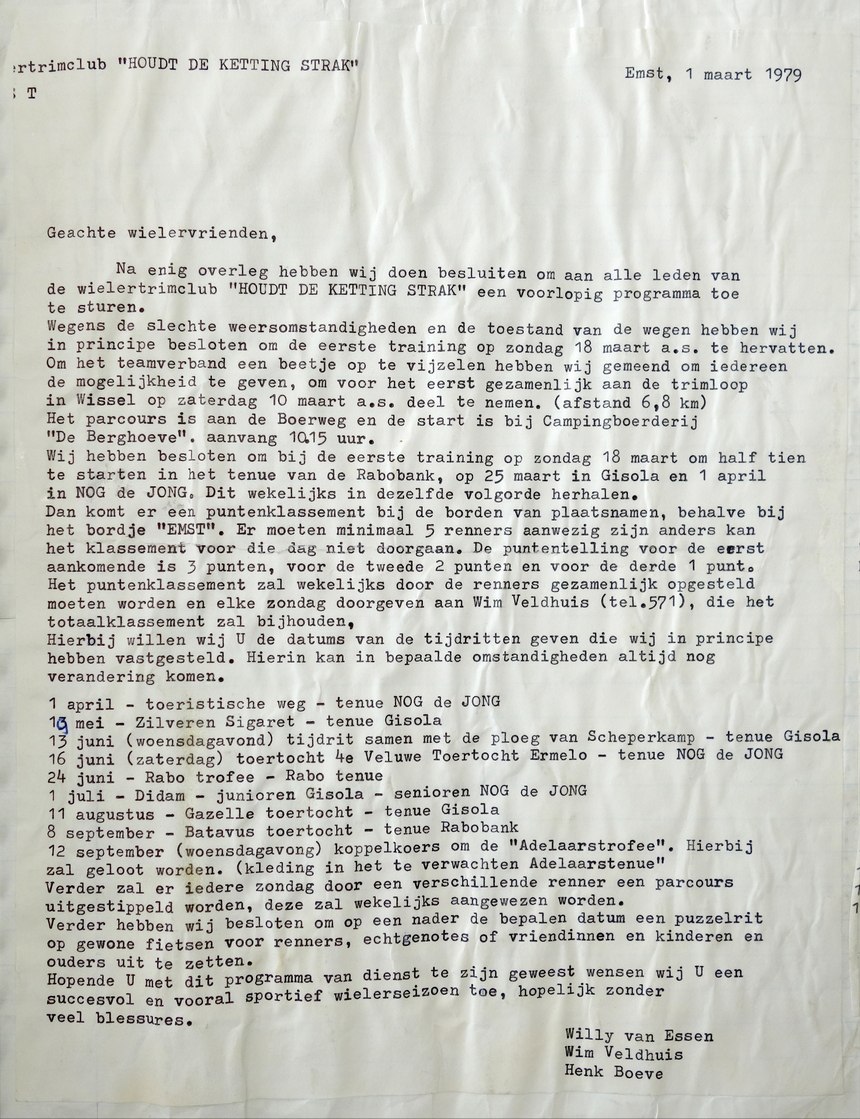 rtrimclub "HOUDT DE KETTING STRAK"
Emst, 1 maart 1979
T
Geachte wielervrienden,
Na enig overleg hebben wij doen besluiten om aan alle leden van
de wielertrimclub "HOUDT DE KETTING STRAK" een voorlopig programma toe
te sturen.
Wegens de slechte weersomstandigheden en de toestand van de wegen hebben wij
in principe besloten om de eerste training op zondag 18 maart a.s. te hervatten.
Om het teamverband een beetje op te vijzelen hebben wij gemeend om iedereen
de mogelijkheid te geven, om voor het eerst gezamenlijk aan de trimloop
in Wissel op zaterdag 10 maart a.s. deel te nemen. (afstand 6,8 km)
Het parcours is aan de Boerweg en de start is bij Campingboerderij
"De Berghoeve". aanvang 10.15 uur.
Wij hebben besloten om bij de eerste training op zondag 18 maart om half tien
te starten in het tenue van de Rabobank, op 25 maart in Gisola en 1 april
in NOG de JONG. Dit wekelijks in dezelfde volgorde herhalen.
Dan komt er een puntenklassement bij de borden van plaatsnamen, behalve bij
het bordje "EMST". Er moeten minimaal 5 renners aanwezig zijn anders kan
het klassement voor die dag niet doorgaan. De puntentelling voor de eerst
aankomende is 3 punten, voor de tweede 2 punten en voor de derde 1 punt.
Het puntenklassement zal wekelijks door de renners gezamenlijk opgesteld
moeten worden en elke zondag doorgeven aan Wim Veldhuis (tel.571), die het
totaalklassement zal bijhouden,
Hierbij willen wij U de datums van de tijdritten geven die wij in principe
hebben vastgesteld. Hierin kan in bepaalde omstandigheden altijd nog
verandering komen.
1 april - toeristische weg - tenue NOG de JONG
mei - Zilveren Sigaret - tenue Gisola
13 juni (woensdagavond) tijdrit samen met de ploeg van Scheperkamp - tenue Gisola
16 juni (zaterdag) toertocht 4e Veluwe Toertocht Ermelo - tenue NOG de JONG
24 juni - Rabo trofee - Rabo tenue
1 juli - Didam - junioren Gisola - senioren NOG de JONG
11 augustus - Gazelle toertocht - tenue Gisola
8 september - Batavus toertocht - tenue Rabobank
12 september (woensdagavong) koppelkoers om de "Adelaarstrofee". Hierbij
zal geloot worden. (kleding in het te verwachten Adelaarstenue"
Verder zal er iedere zondag door een verschillende renner een parcours
uitgestippeld worden, deze zal wekelijks aangewezen worden.
Verder hebben wij besloten om op een nader de bepalen datum een puzzelrit
op gewone fietsen voor renners, echtgenotes of vriendinnen en kinderen en
ouders uit te zetten.
Hopende U met dit programma van dienst te zijn geweest wensen wij U een
succesvol en vooral sportief wielerseizoen toe, hopelijk zonder
veel blessures.
Willy van Essen
Wim Veldhuis
Henk Boeve